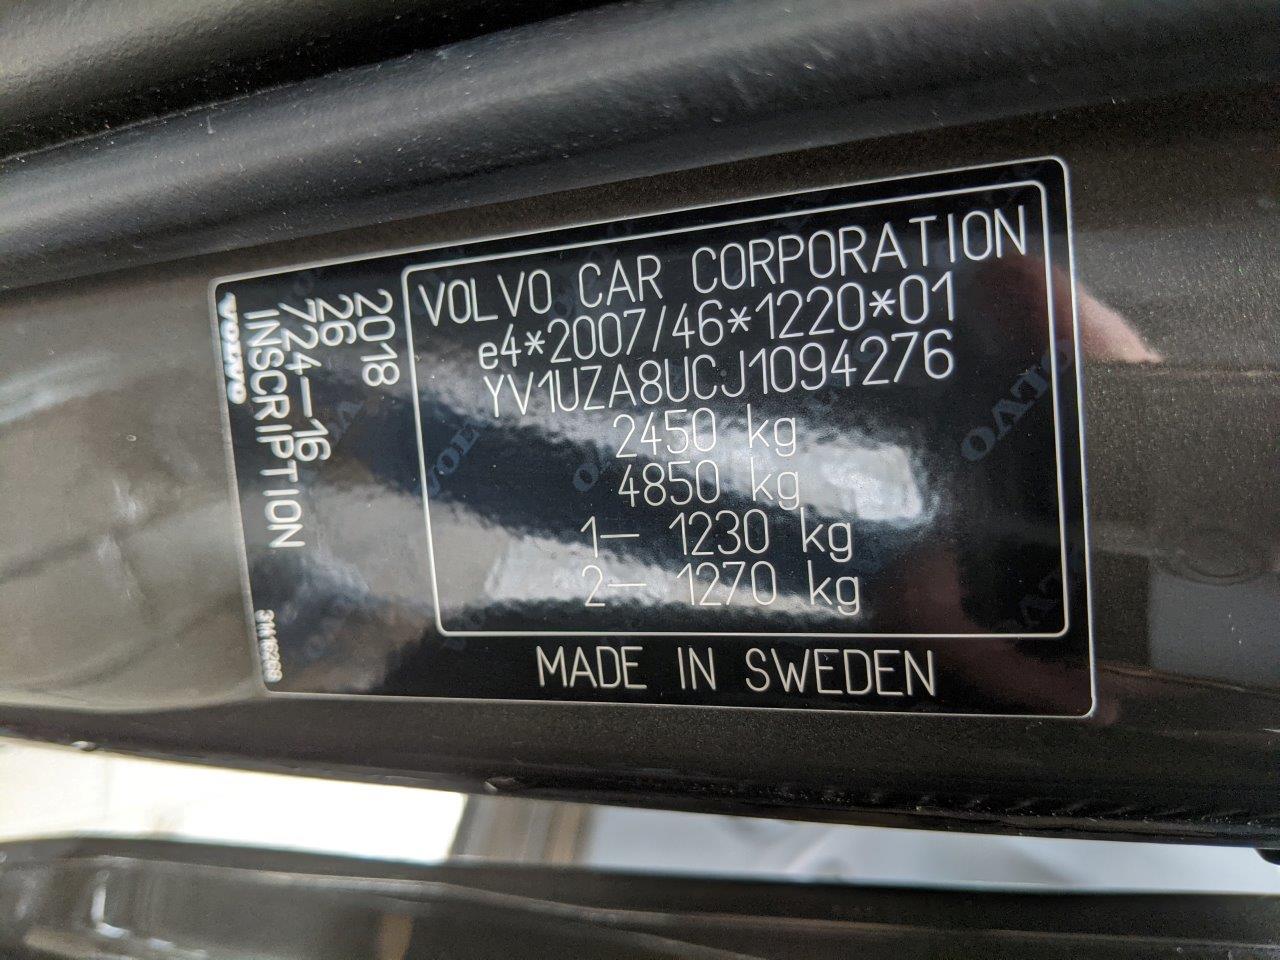 VOLVO CAR CORPORATION
e4*2007/46*1220*01
YV1UZA8UCJ1094276
2450 kg
4850 kg
1— 1230 kg
2— 1270 kg
MADE IN SWEDEN
2018
26
724—16
INSCRIPTION
VOLVO